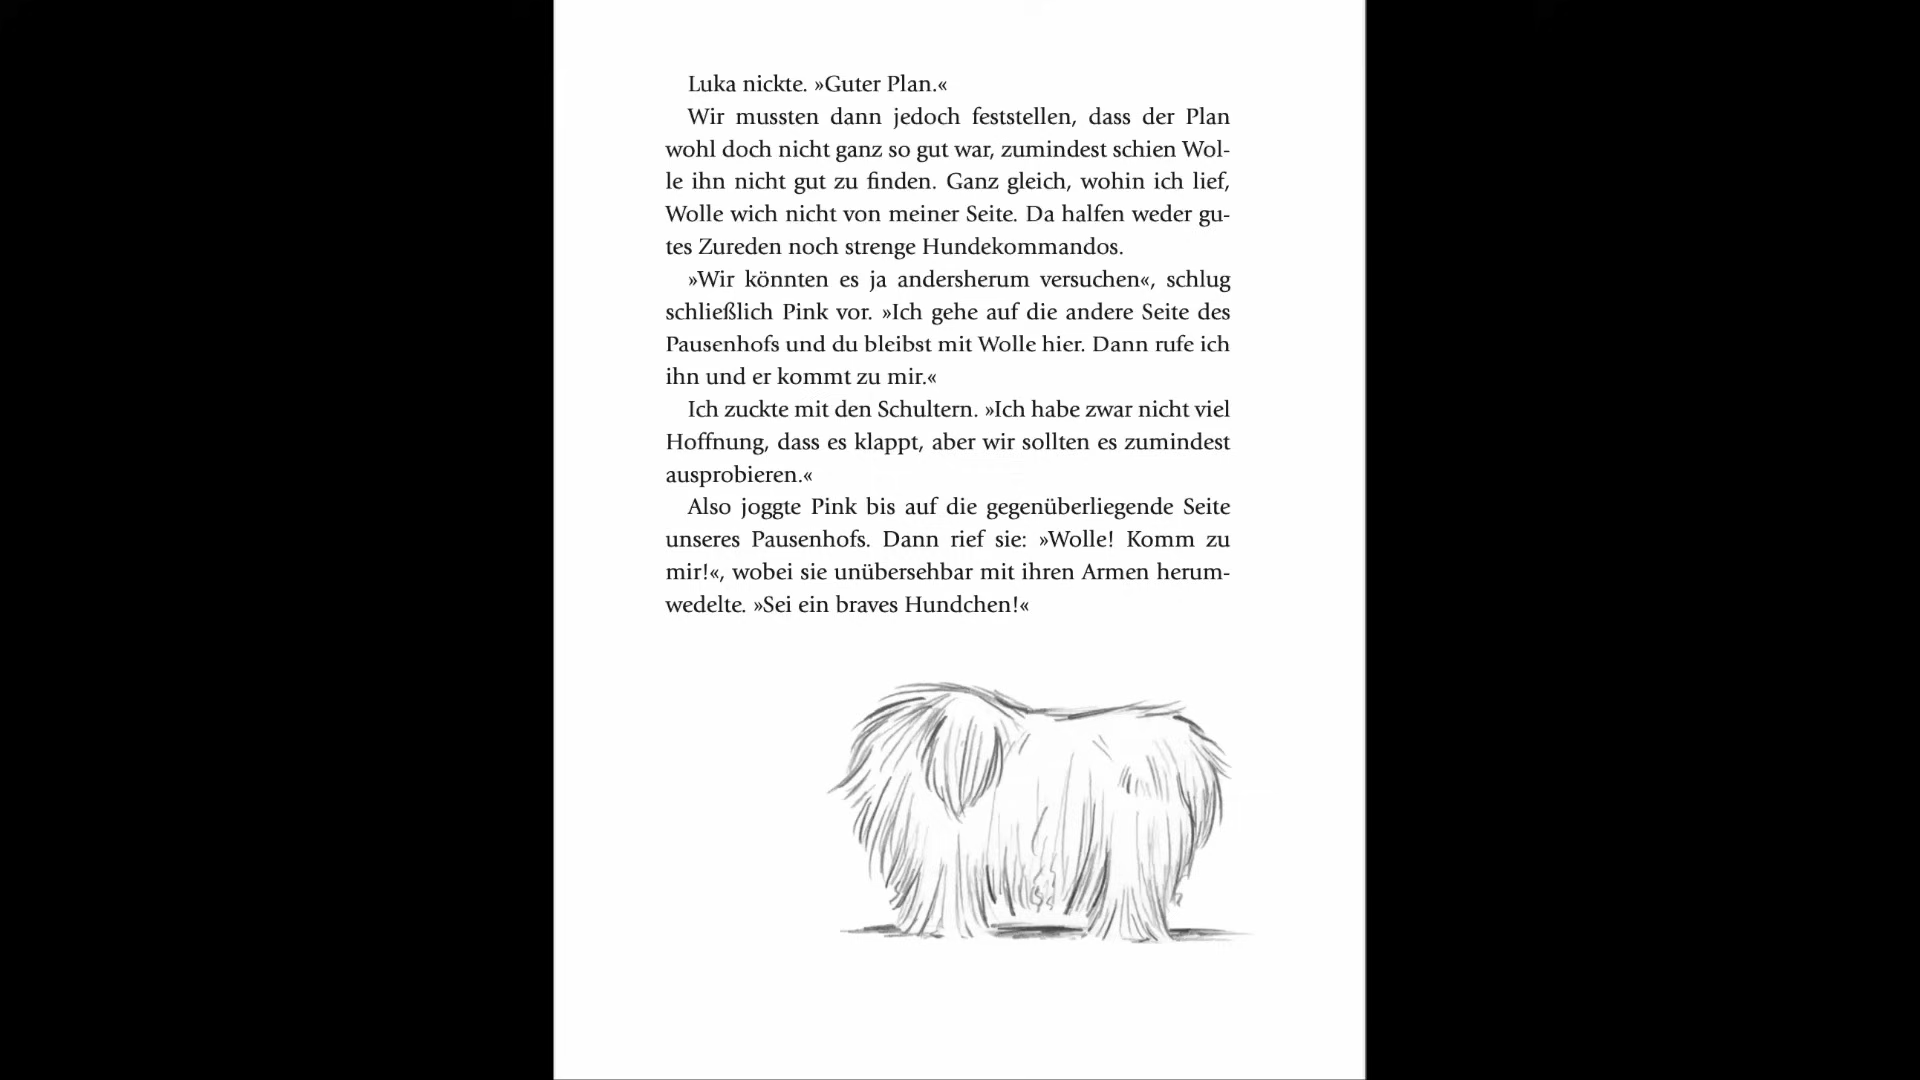 Luka nickte. »Guter Plan.«
Wir mussten dann jedoch feststellen, dass der Plan
wohl doch nicht ganz so gut war, zumindest schien Wol-
le ihn nicht gut zu finden. Ganz gleich, wohin ich lief,
Wolle wich nicht von meiner Seite. Da halfen weder gu-
tes Zureden noch strenge Hundekommandos.
»Wir könnten es ja andersherum versuchen«, schlug
schließlich Pink vor. »Ich gehe auf die andere Seite des
Pausenhofs und du bleibst mit Wolle hier. Dann rufe ich
ihn und er kommt zu mir.«
Ich zuckte mit den Schultern. »Ich habe zwar nicht viel
Hoffnung, dass es klappt, aber wir sollten es zumindest
ausprobieren.«
Also joggte Pink bis auf die gegenüberliegende Seite
unseres Pausenhofs. Dann rief sie: »Wolle! Komm zu
mir!«, wobei sie unübersehbar mit ihren Armen herum-
wedelte. »Sei ein braves Hundchen!«